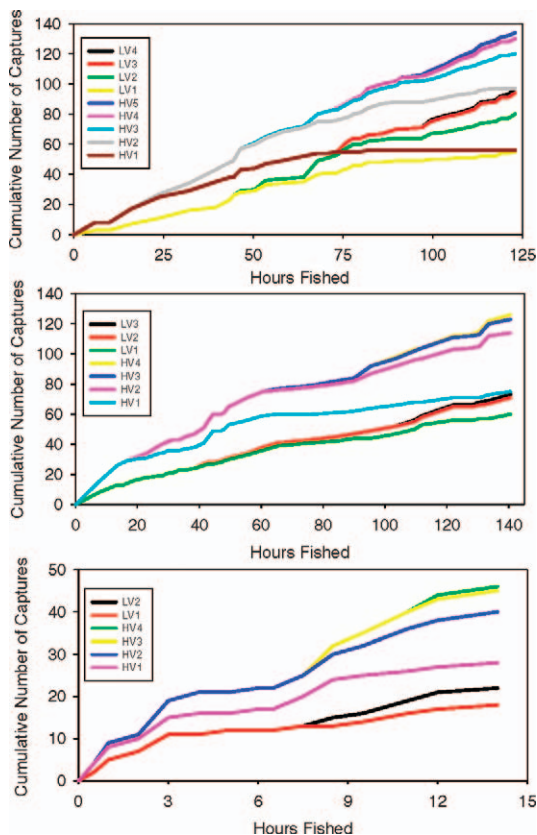 Cumulative Number of Captures
140
120
100
80
60
40
20
0
LV4
LV3
LV2
LV1
HV5
HV4
HV3
HV2
HV1
0 25 50 75 100 125
Hours Fished
Cumulative Number of Captures
140
120
100
80
60
40
20
0
LV3
LV2
LV1
HV4
HV3
HV2
HV1
0 20 40 60 80 100 120 140
Hours Fished
Cumulative Number of Captures
50
40
30
20
10
0
LV2
LV1
HV4
HV3
HV2
HV1
0 3 6 9 12 15
Hours Fished